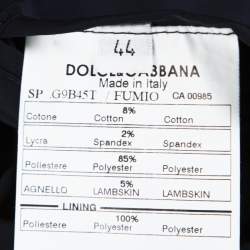 44
DOLCE&GABBANA
Made in Italy
SP .G9B45T / FUMIO CA 00985
8%
Cotone Cotton Cotton
2%
Lycra Spandex Spandex
85%
Poliestere Polyester Polyester
5%
AGNELLO LAMBSKIN LAMBSKIN
LINING
100%
Poliestere Polyester Polyester